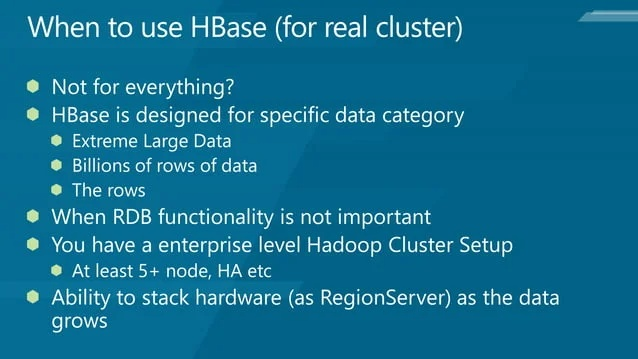 When to use HBase (for real cluster)
Not for everything?
HBase is designed for specific data category
Extreme Large Data
Billions of rows of data
The rows
When RDB functionality is not important
You have a enterprise level Hadoop Cluster Setup
At least 5+ node, HA etc
Ability to stack hardware (as RegionServer) as the data
grows